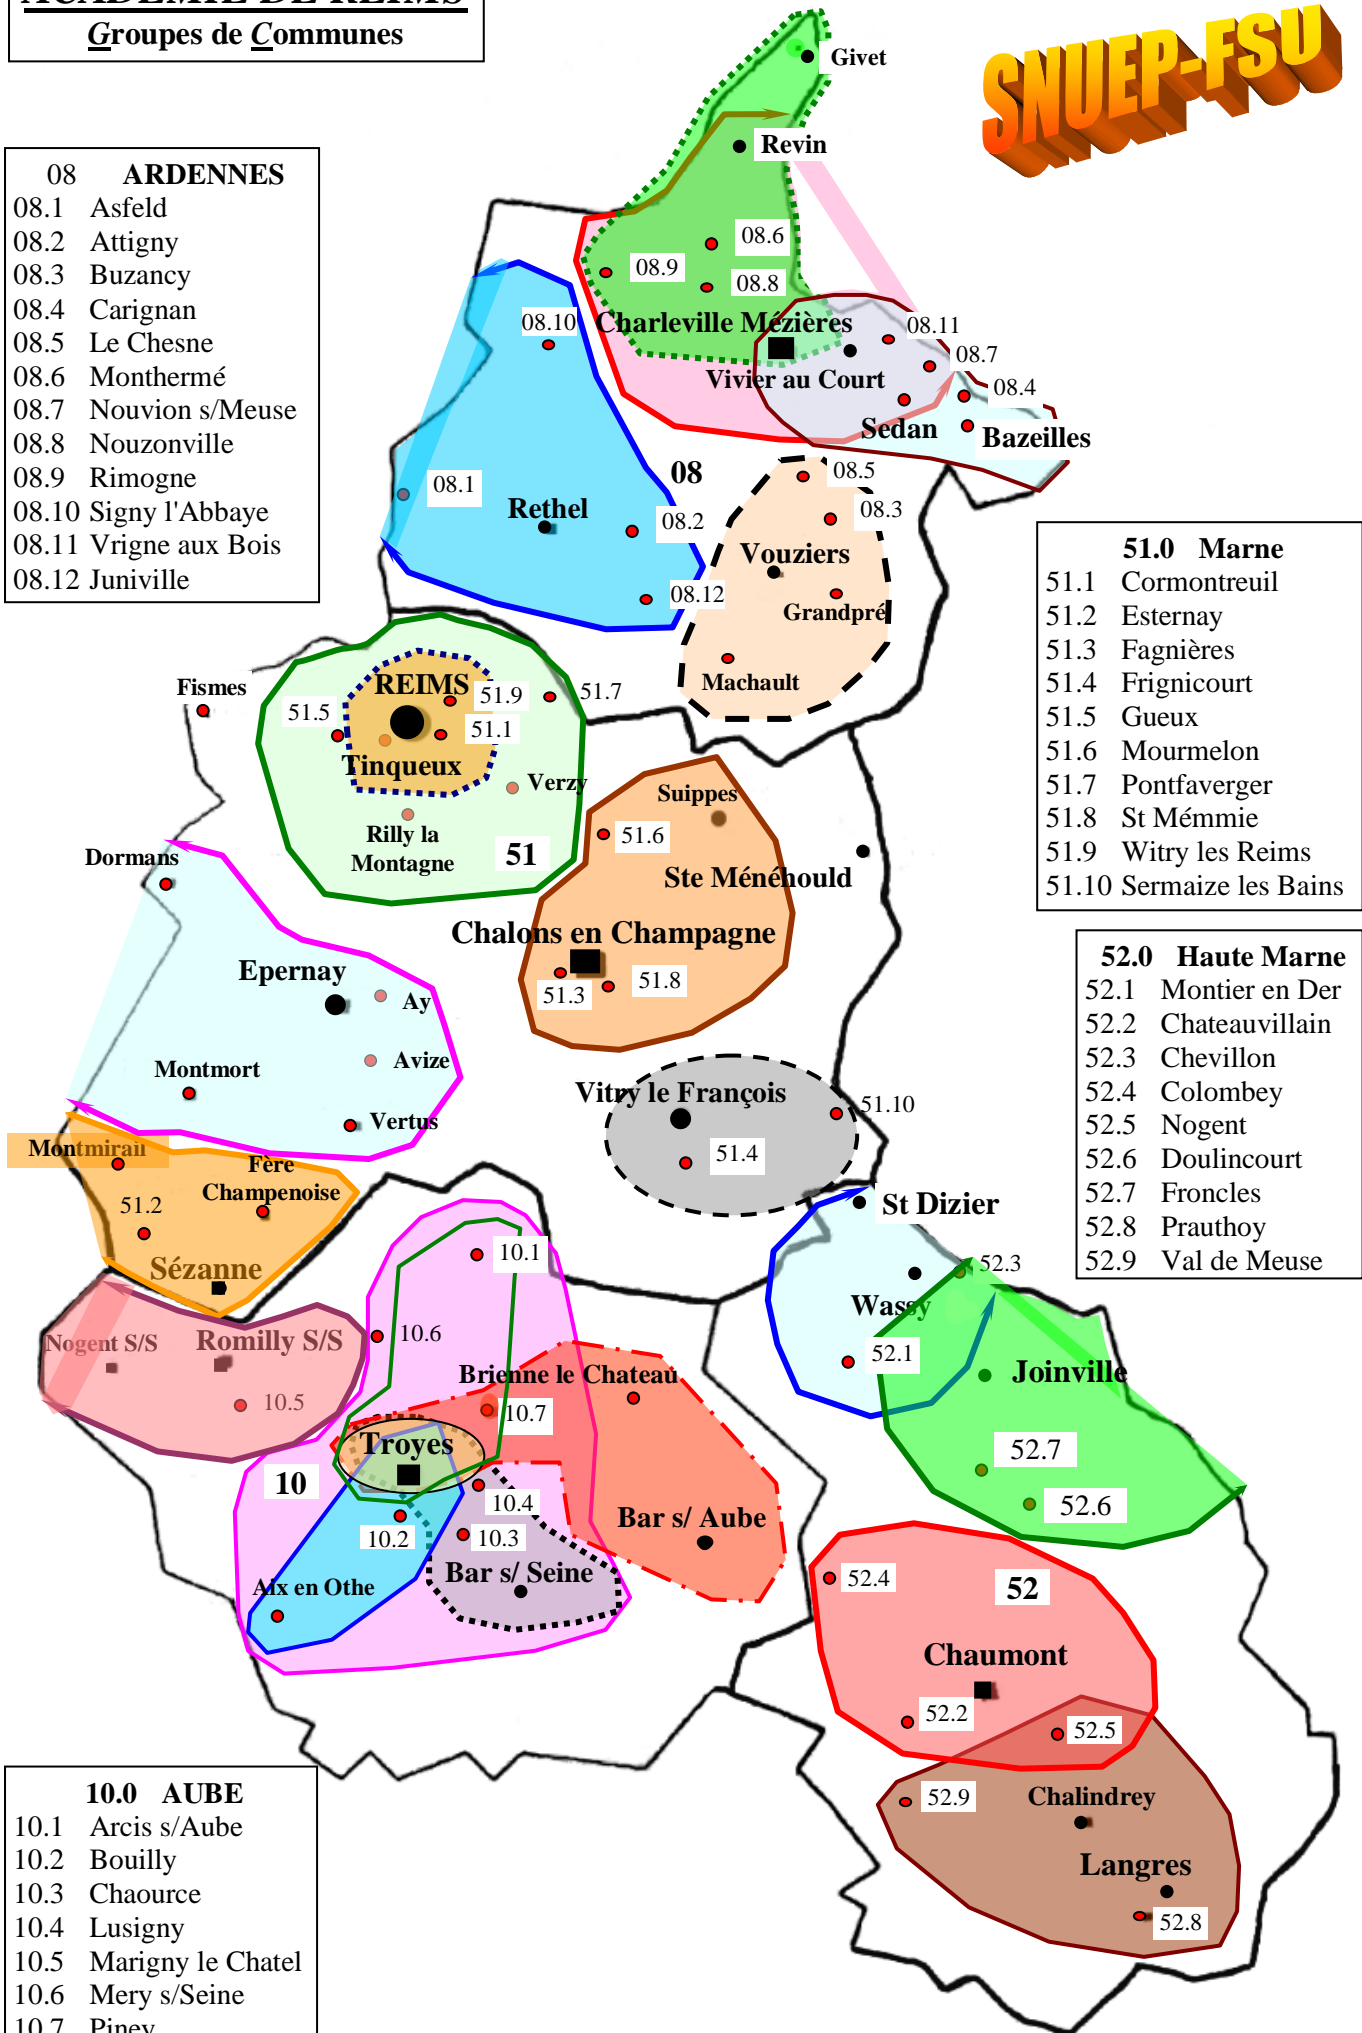 ACADEMIE DE REIMS
Groupes de Communes
SNUEP-FSU
08 ARDENNES
08.1 Asfeld
08.2 Attigny
08.3 Buzancy
08.4 Carignan
08.5 Le Chesne
08.6 Monthermé
08.7 Nouvion s/Meuse
08.8 Nouzonville
08.9 Rimogne
08.10 Signy l'Abbaye
08.11 Vrigne aux Bois
08.12 Juniville
Givet
Revin
08.6
08.9
08.8
08.10
Charleville Mézières
08.11
08.7
Vivier au Court
08.4
Sedan
Bazeilles
08
08.5
08.1
Rethel
08.2
08.3
Vouziers
08.12
Grandpré
Machault
51.0 Marne
51.1 Cormontreuil
51.2 Esternay
51.3 Fagnières
51.4 Frignicourt
51.5 Gueux
51.6 Mourmelon
51.7 Pontfaverger
51.8 St Mémmie
51.9 Witry les Reims
51.10 Sermaize les Bains
Fismes
REIMS
51.9
51.7
51.5
51.1
Tinqueux
Verzy
Rilly la
Montagne
51
Suippes
51.6
Ste Ménéhould
Dormans
Chalons en Champagne
51.3
51.8
Epernay
Ay
Avize
Montmort
Vertus
Vitry le François
51.10
51.4
52.0 Haute Marne
52.1 Montier en Der
52.2 Chateauvillain
52.3 Chevillon
52.4 Colombey
52.5 Nogent
52.6 Doulincourt
52.7 Froncles
52.8 Prauthoy
52.9 Val de Meuse
Montmirail
Fère
Champenoise
51.2
Sézanne
St Dizier
52.3
Wassy
52.1
Joinville
52.7
52.6
10.1
10.6
Nogent S/S
Romilly S/S
10.5
Brienne le Chateau
10.7
Troyes
10
10.4
10.2
10.3
Bar s/ Aube
Bar s/ Seine
Aix en Othe
52.4
52
Chaumont
52.2
52.5
52.9
Chalindrey
Langres
52.8
10.0 AUBE
10.1 Arcis s/Aube
10.2 Bouilly
10.3 Chaource
10.4 Lusigny
10.5 Marigny le Chatel
10.6 Mery s/Seine
10.7 Piney